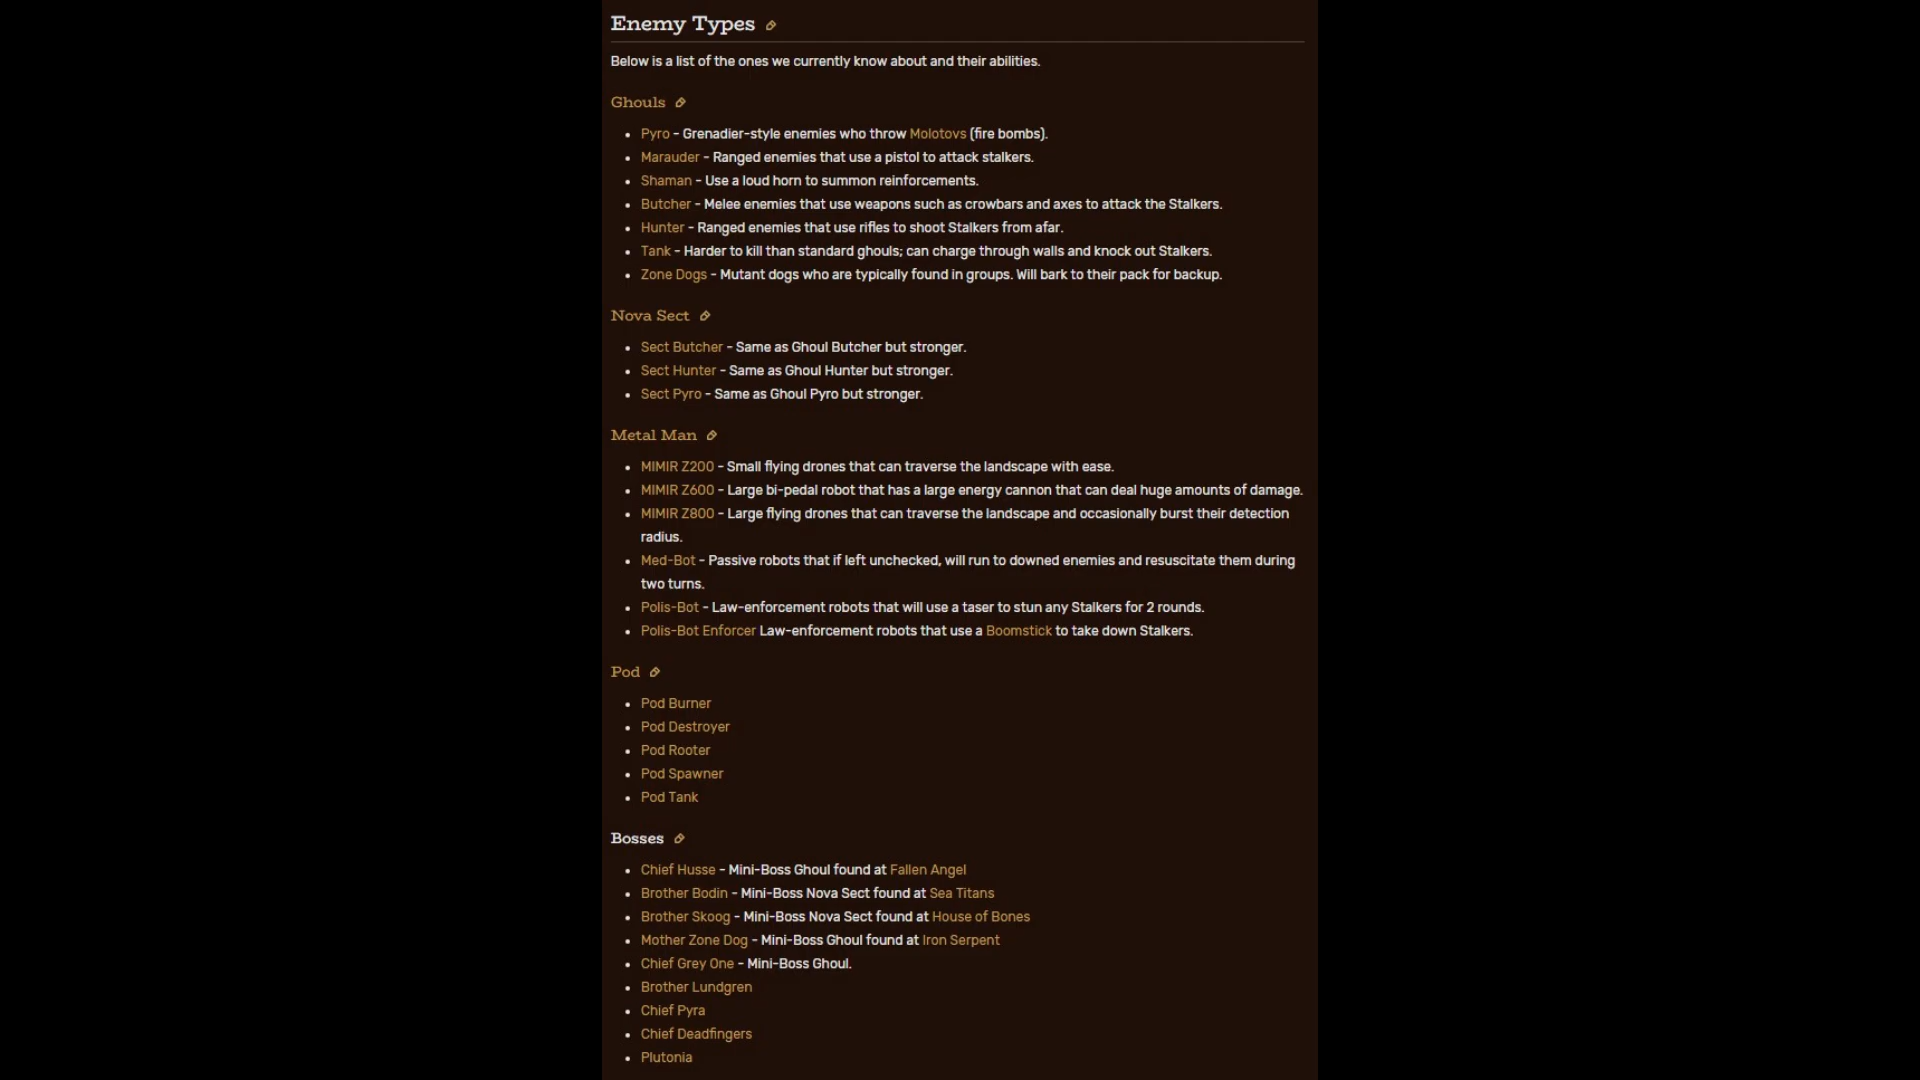 Enemy Types
Below is a list of the ones we currently know about and their abilities.
Ghouls
Pyro - Grenadier-style enemies who throw Molotovs (fire bombs).
Marauder - Ranged enemies that use a pistol to attack stalkers.
Shaman - Use a loud horn to summon reinforcements.
Butcher - Melee enemies that use weapons such as crowbars and axes to attack the Stalkers.
Hunter - Ranged enemies that use rifles to shoot Stalkers from afar.
Tank - Harder to kill than standard ghouls; can charge through walls and knock out Stalkers.
Zone Dogs - Mutant dogs who are typically found in groups. Will bark to their pack for backup.
Nova Sect
Sect Butcher - Same as Ghoul Butcher but stronger.
Sect Hunter - Same as Ghoul Hunter but stronger.
Sect Pyro - Same as Ghoul Pyro but stronger.
Metal Man
MIMIR Z200 - Small flying drones that can traverse the landscape with ease.
MIMIR Z600 - Large bi-pedal robot that has a large energy cannon that can deal huge amounts of damage.
MIMIR Z800 - Large flying drones that can traverse the landscape and occasionally burst their detection
radius.
Med-Bot - Passive robots that if left unchecked, will run to downed enemies and resuscitate them during
two turns.
Polis-Bot - Law-enforcement robots that will use a taser to stun any Stalkers for 2 rounds.
Polis-Bot Enforcer Law-enforcement robots that use a Boomstick to take down Stalkers.
Pod
Pod Burner
Pod Destroyer
Pod Rooter
Pod Spawner
Pod Tank
Bosses
Chief Husse - Mini-Boss Ghoul found at Fallen Angel
Brother Bodin - Mini-Boss Nova Sect found at Sea Titans
Brother Skoog - Mini-Boss Nova Sect found at House of Bones
Mother Zone Dog - Mini-Boss Ghoul found at Iron Serpent
Chief Grey One - Mini-Boss Ghoul.
Brother Lundgren
Chief Pyra
Chief Deadfingers
Plutonia